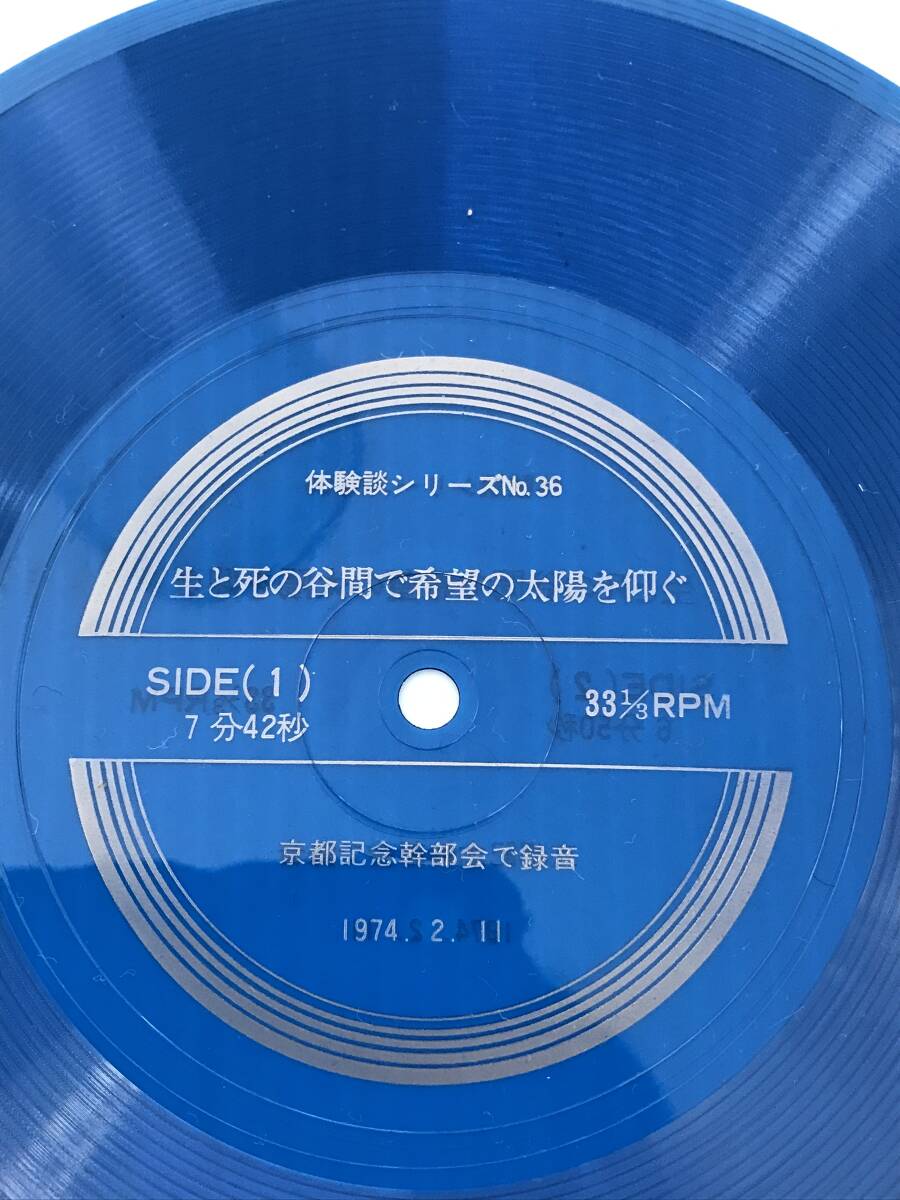 体験談シリーズNo.36
生と死の谷間で希望の太陽を仰ぐ
SIDE(1) 33⅓RPM
7分42秒
京都記念幹部会で録音
1974.2.11